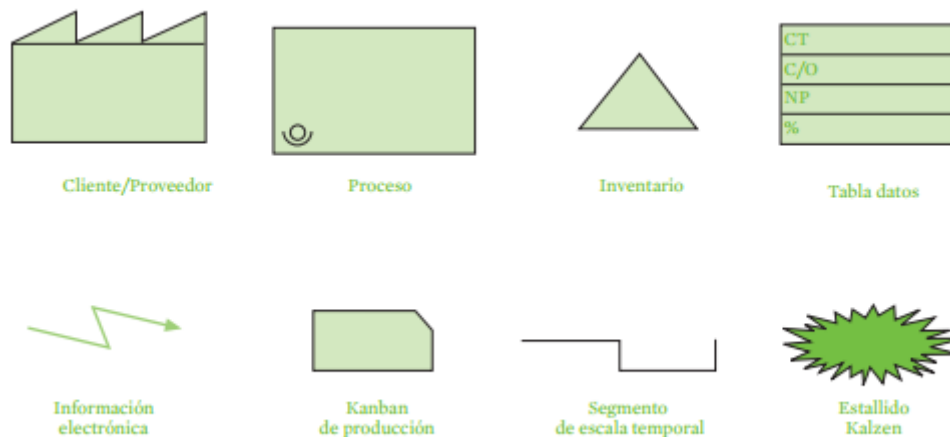 CT
C/O
NP
%
Cliente/Proveedor
Proceso
Inventario
Tabla datos
Información
electrónica
Kanban
de producción
Segmento
de escala temporal
Estallido
Kalzen